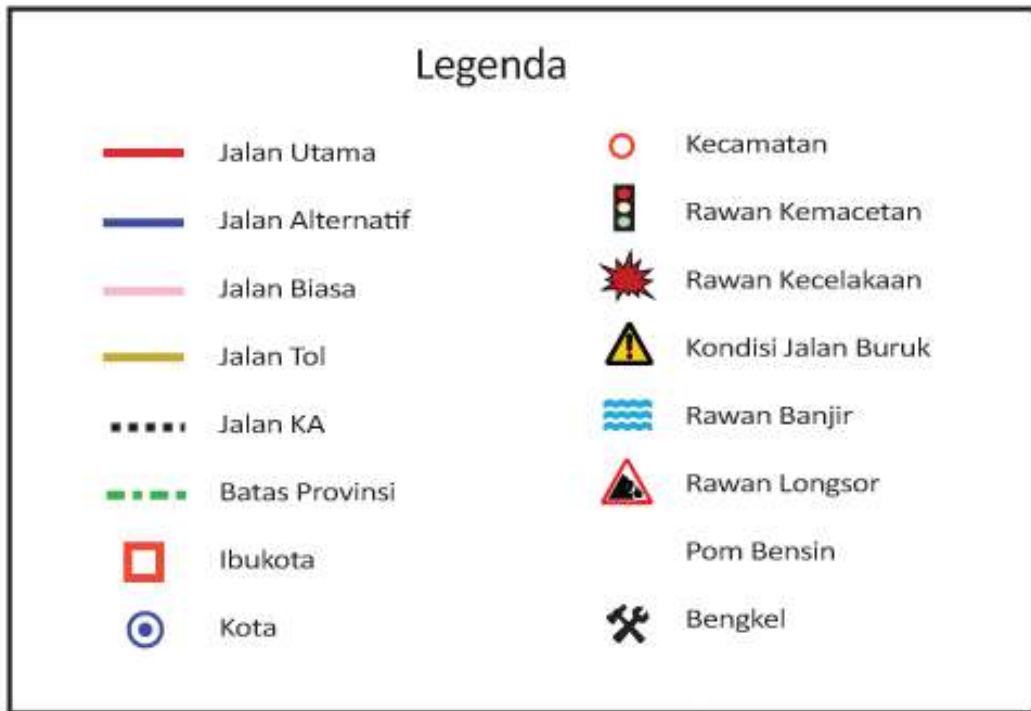 Legenda
Jalan Utama
Jalan Alternatif
Jalan Biasa
Jalan Tol
Jalan KA
Batas Provinsi
Ibukota
Kota
Kecamatan
Rawan Kemacetan
Rawan Kecelakaan
Kondisi Jalan Buruk
Rawan Banjir
Rawan Longsor
Pom Bensin
Bengkel